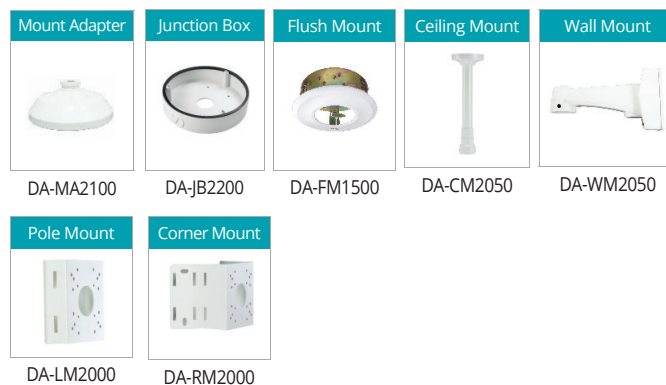 Mount Adapter
Junction Box
Flush Mount
Ceiling Mount
Wall Mount
DA-MA2100
DA-JB2200
DA-FM1500
DA-CM2050
DA-WM2050
Pole Mount
Corner Mount
DA-LM2000
DA-RM2000